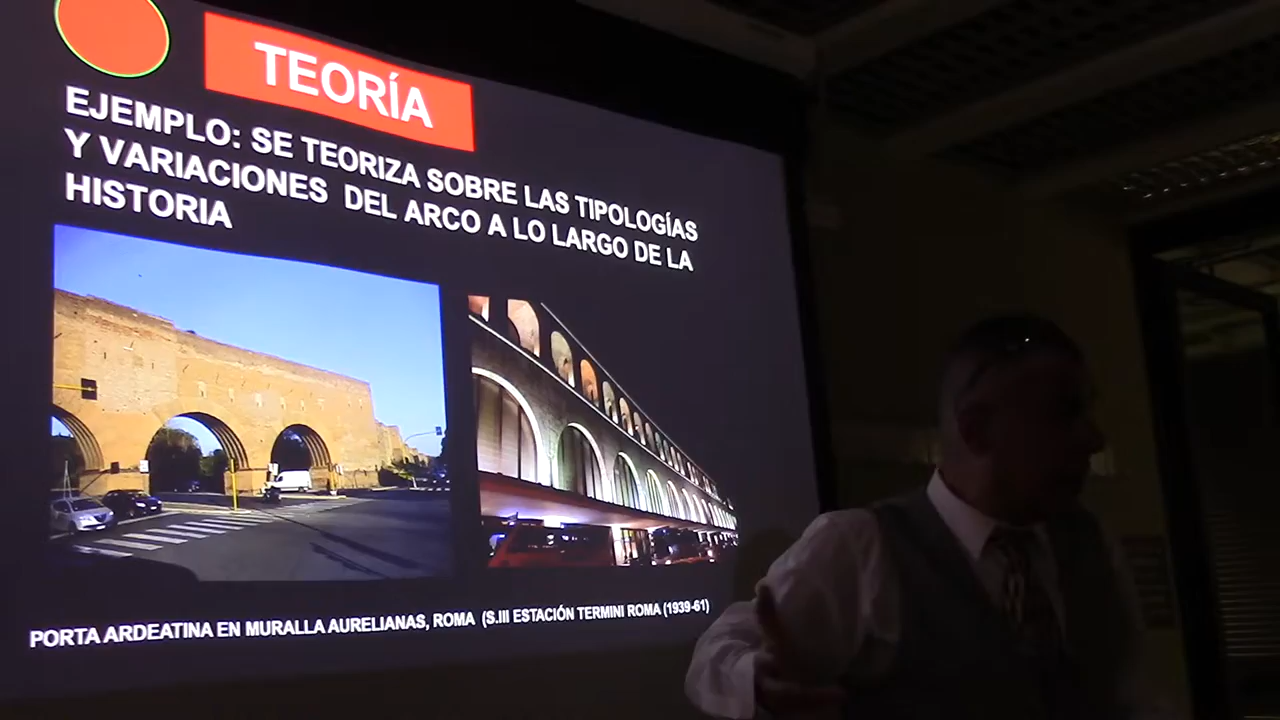 TEORÍA
EJEMPLO: SE TEORIZA SOBRE LAS TIPOLOGÍAS
Y VARIACIONES DEL ARCO A LO LARGO DE LA
HISTORIA
PORTA ARDEATINA EN MURALLA AURELIANAS, ROMA (S.III ESTACIÓN TERMINI ROMA (1939-61)